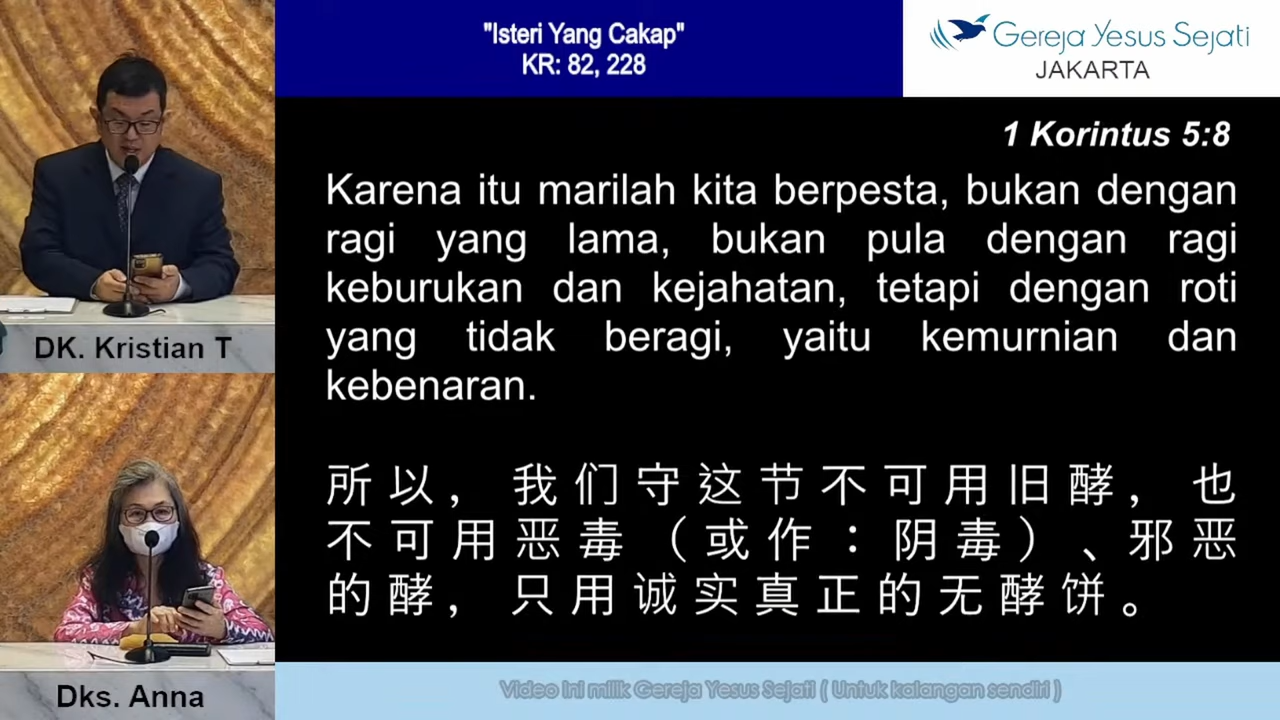 "Isteri Yang Cakap"
KR: 82, 228
Gereja Yesus Sejati
JAKARTA
1 Korintus 5:8
Karena itu marilah kita berpesta, bukan dengan
ragi yang lama, bukan pula dengan ragi
keburukan dan kejahatan, tetapi dengan roti
yang tidak beragi, yaitu kemurnian dan
kebenaran.
所以，我们守这节不可用旧酵，也
不可用恶毒（或作：阴毒）、邪恶
的酵，只用诚实真正的无酵饼。
DK. Kristian T
Dks. Anna
Video ini milik Gereja Yesus Sejati ( Untuk kalangan sendiri )